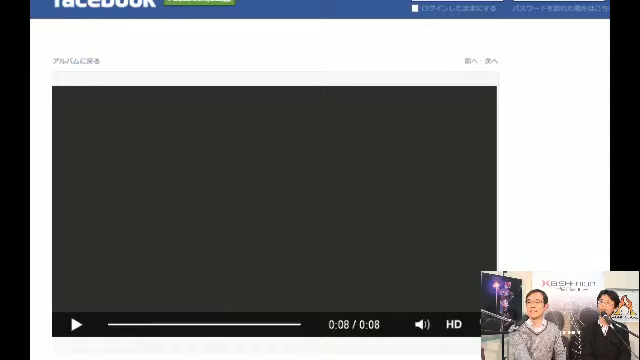 facebook
ログインしたままにする
パスワードを忘れた場合はこち
アルバムに戻る
前へ・次へ
0:08 / 0:08
HD